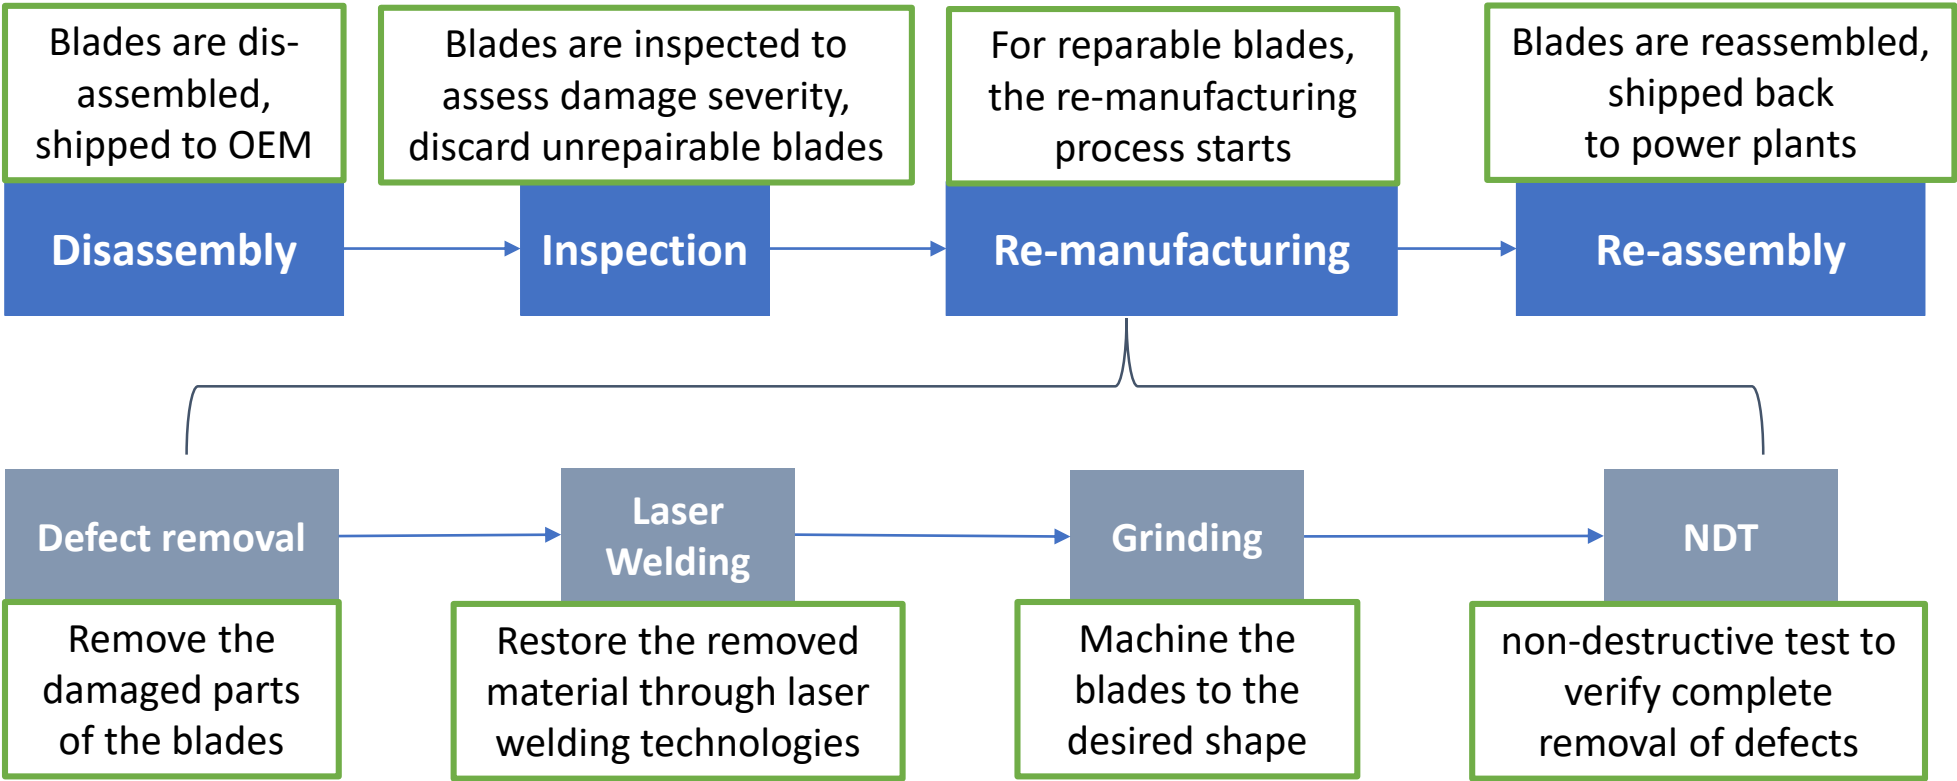 Blades are dis-
assembled,
shipped to OEM
Blades are inspected to
assess damage severity,
discard unrepairable blades
For reparable blades,
the re-manufacturing
process starts
Blades are reassembled,
shipped back
to power plants
Disassembly
Inspection
Re-manufacturing
Re-assembly
Defect removal
Laser
Welding
Grinding
NDT
Remove the
damaged parts
of the blades
Restore the removed
material through laser
welding technologies
Machine the
blades to the
desired shape
non-destructive test to
verify complete
removal of defects